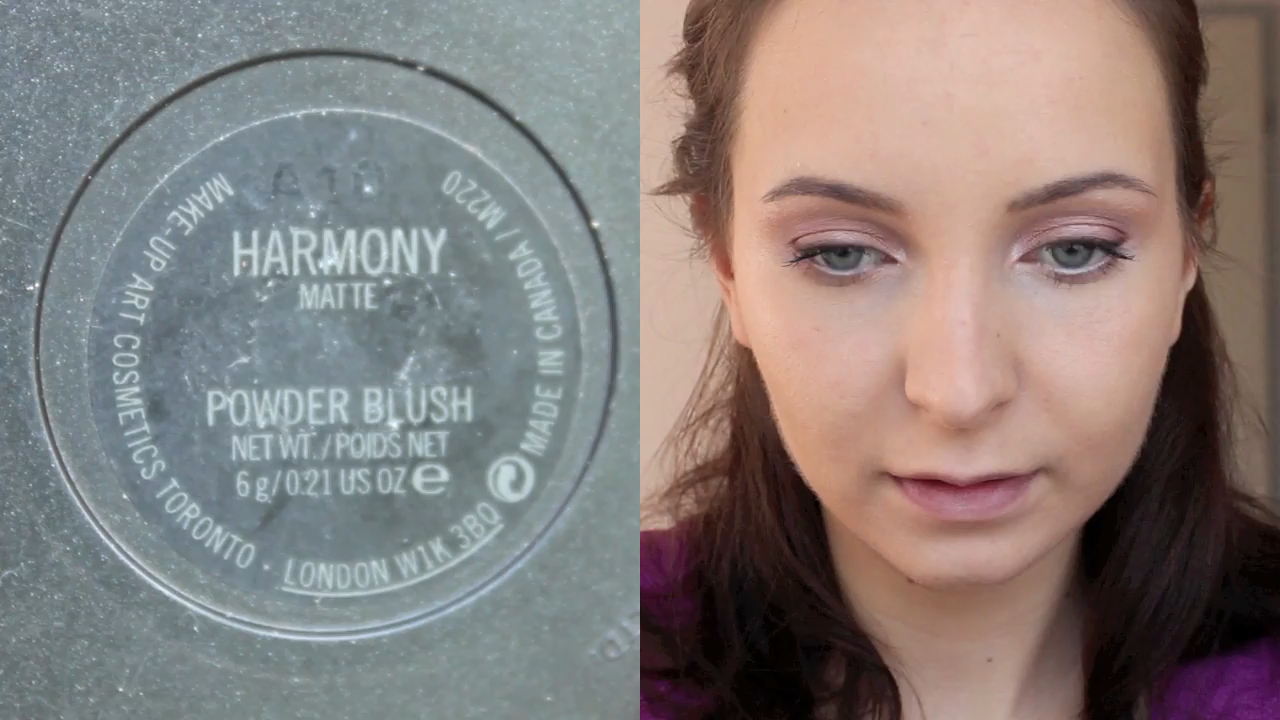 A10
HARMONY
MATTE
POWDER BLUSH
NET WT. / POIDS NET
6 g / 0.21 US OZ e
MAKE-UP ART COSMETICS TORONTO · LONDON W1K 3BQ
MADE IN CANADA / M220